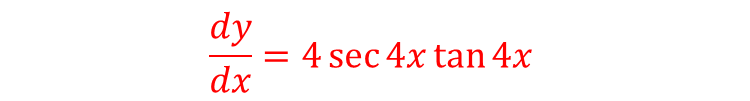 dy/dx = 4 sec 4x tan 4x